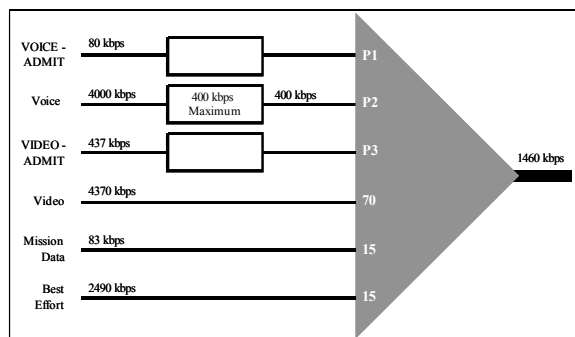 VOICE - 80 kbps
ADMIT P1
Voice 4000 kbps 400 kbps 400 kbps P2
Maximum
VIDEO - 437 kbps P3
ADMIT
1460 kbps
Video 4370 kbps 70
Mission 83 kbps
Data 15
Best 2490 kbps 15
Effort